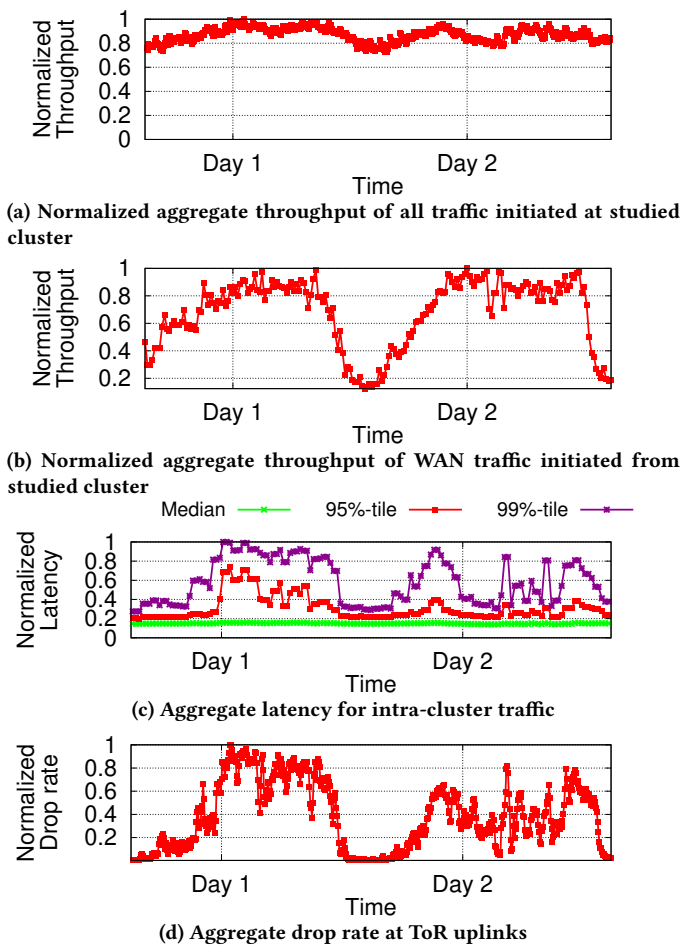 1
0.8
0.6
0.4
0.2
0
Normalized
Throughput
Day 1
Day 2
Time
(a) Normalized aggregate throughput of all traffic initiated at studied
cluster
1
0.8
0.6
0.4
0.2
Normalized
Throughput
Day 1
Day 2
Time
(b) Normalized aggregate throughput of WAN traffic initiated from
studied cluster
Median 95%-tile 99%-tile
1
0.8
0.6
0.4
0.2
0
Normalized
Latency
Day 1
Day 2
Time
(c) Aggregate latency for intra-cluster traffic
1
0.8
0.6
0.4
0.2
Normalized
Drop rate
Day 1
Day 2
Time
(d) Aggregate drop rate at ToR uplinks